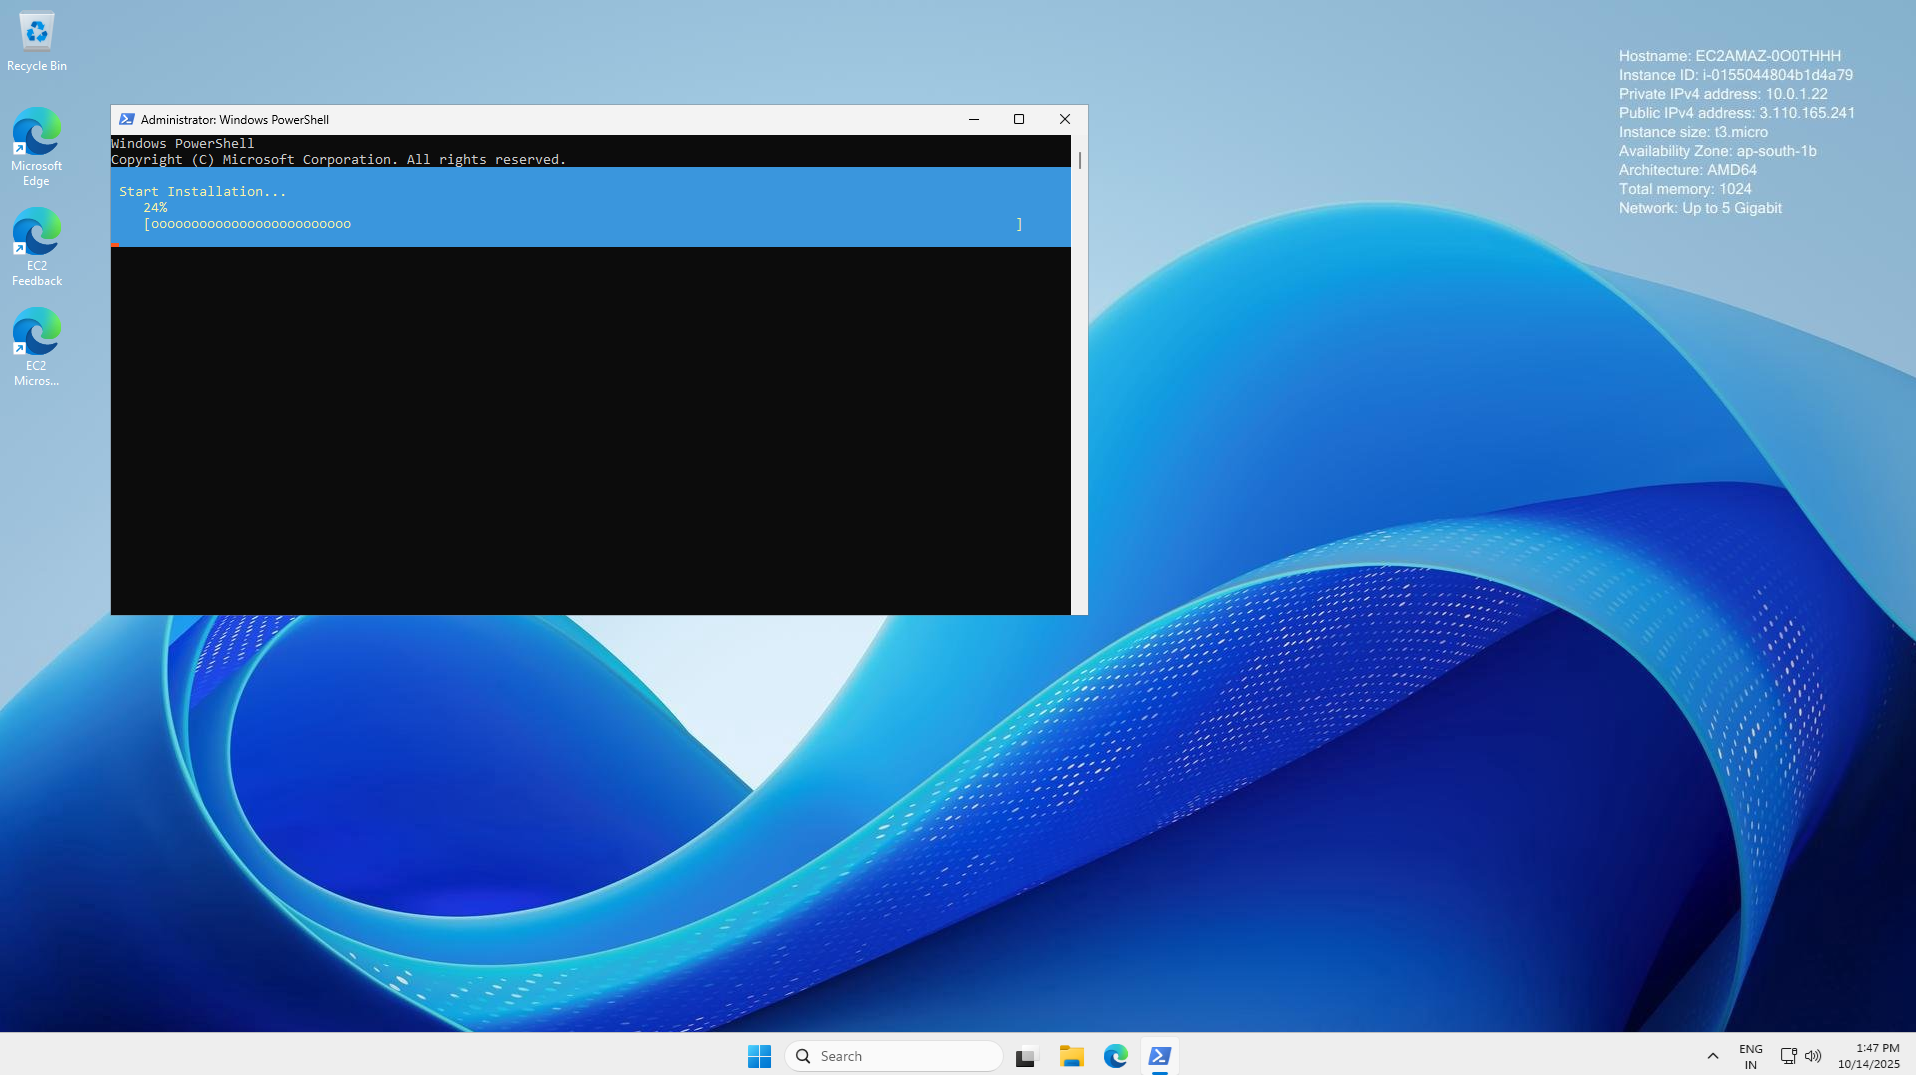 Recycle Bin
Microsoft
Edge
EC2
Feedback
EC2
Micros...
Administrator: Windows PowerShell
Windows PowerShell
Copyright (C) Microsoft Corporation. All rights reserved.
Start Installation...
24%
[ooooooooooooooooooooooooo ]
Hostname: EC2AMAZ-0O0THHH
Instance ID: i-0155044804b1d4a79
Private IPv4 address: 10.0.1.22
Public IPv4 address: 3.110.165.241
Instance size: t3.micro
Availability Zone: ap-south-1b
Architecture: AMD64
Total memory: 1024
Network: Up to 5 Gigabit
Search
ENG
IN
1:47 PM
10/14/2025